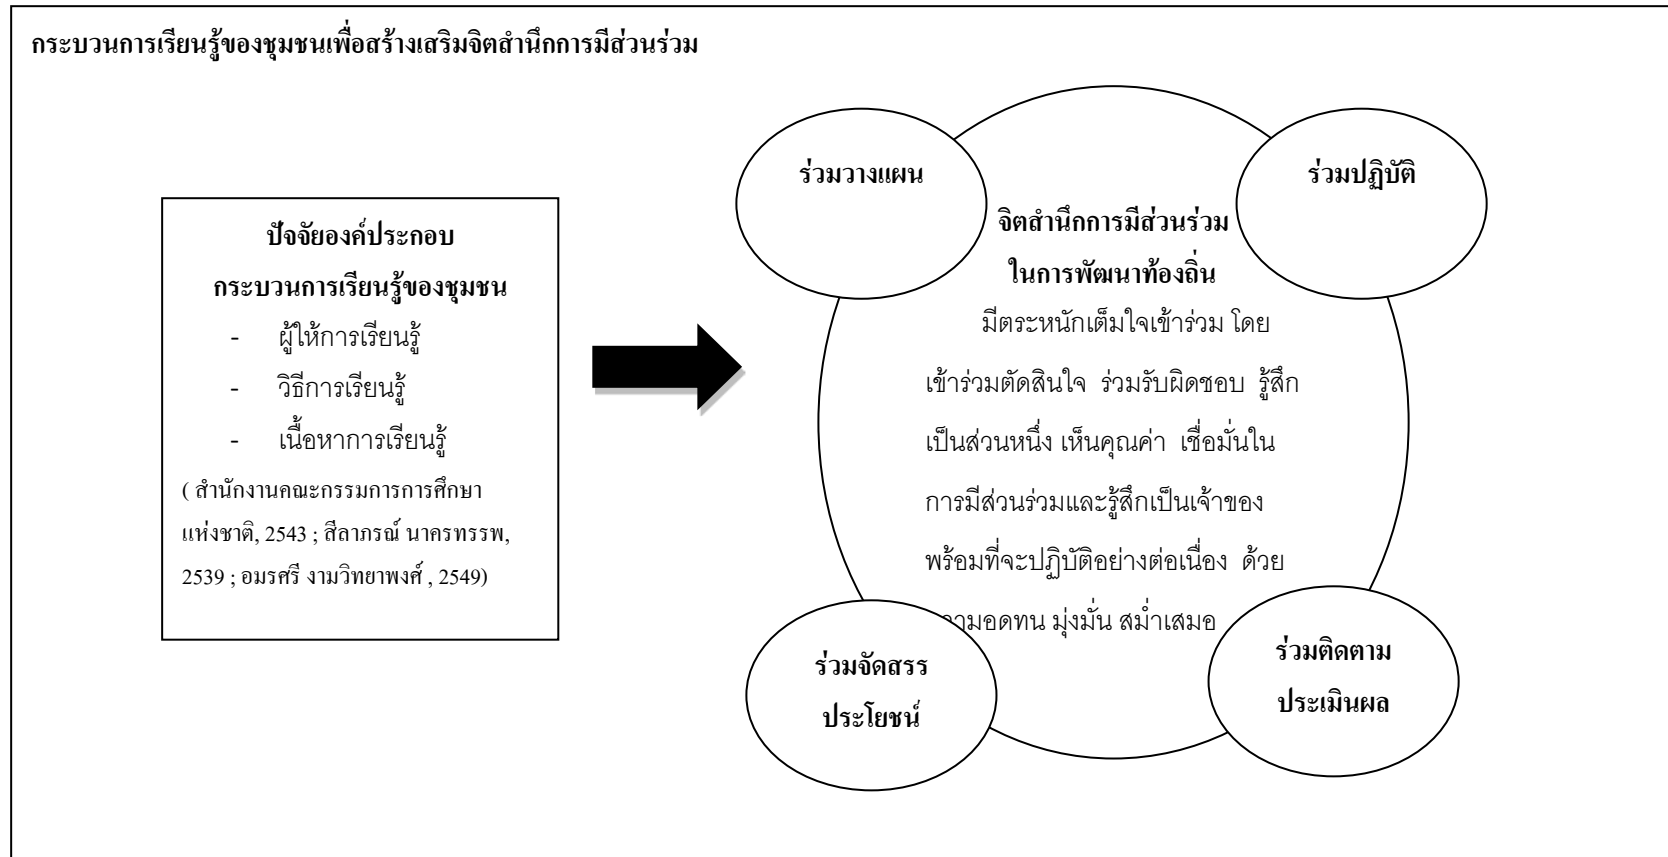 กระบวนการเรียนรู้ของชุมชนเพื่อสร้างเสริมจิตสำนึกการมีส่วนร่วม
ปัจจัยองค์ประกอบ
กระบวนการเรียนรู้ของชุมชน
- ผู้ให้การเรียนรู้
- วิธีการเรียนรู้
- เนื้อหาการเรียนรู้
( สำนักงานคณะกรรมการการศึกษา
แห่งชาติ, 2543 ; สีลาภรณ์ นาครทรรพ,
2539 ; อมรศรี งามวิทยาพงศ์ , 2549)
ร่วมวางแผน
ร่วมปฏิบัติ
จิตสำนึกการมีส่วนร่วม
ในการพัฒนาท้องถิ่น
มีตระหนักเต็มใจเข้าร่วม โดย
เข้าร่วมตัดสินใจ ร่วมรับผิดชอบ รู้สึก
เป็นส่วนหนึ่ง เห็นคุณค่า เชื่อมั่นใน
การมีส่วนร่วมและรู้สึกเป็นเจ้าของ
พร้อมที่จะปฏิบัติอย่างต่อเนื่อง ด้วย
มุ่งมั่น สม่ำเสมอ
ร่วมจัดสรร
ประโยชน์
ร่วมติดตาม
ประเมินผล